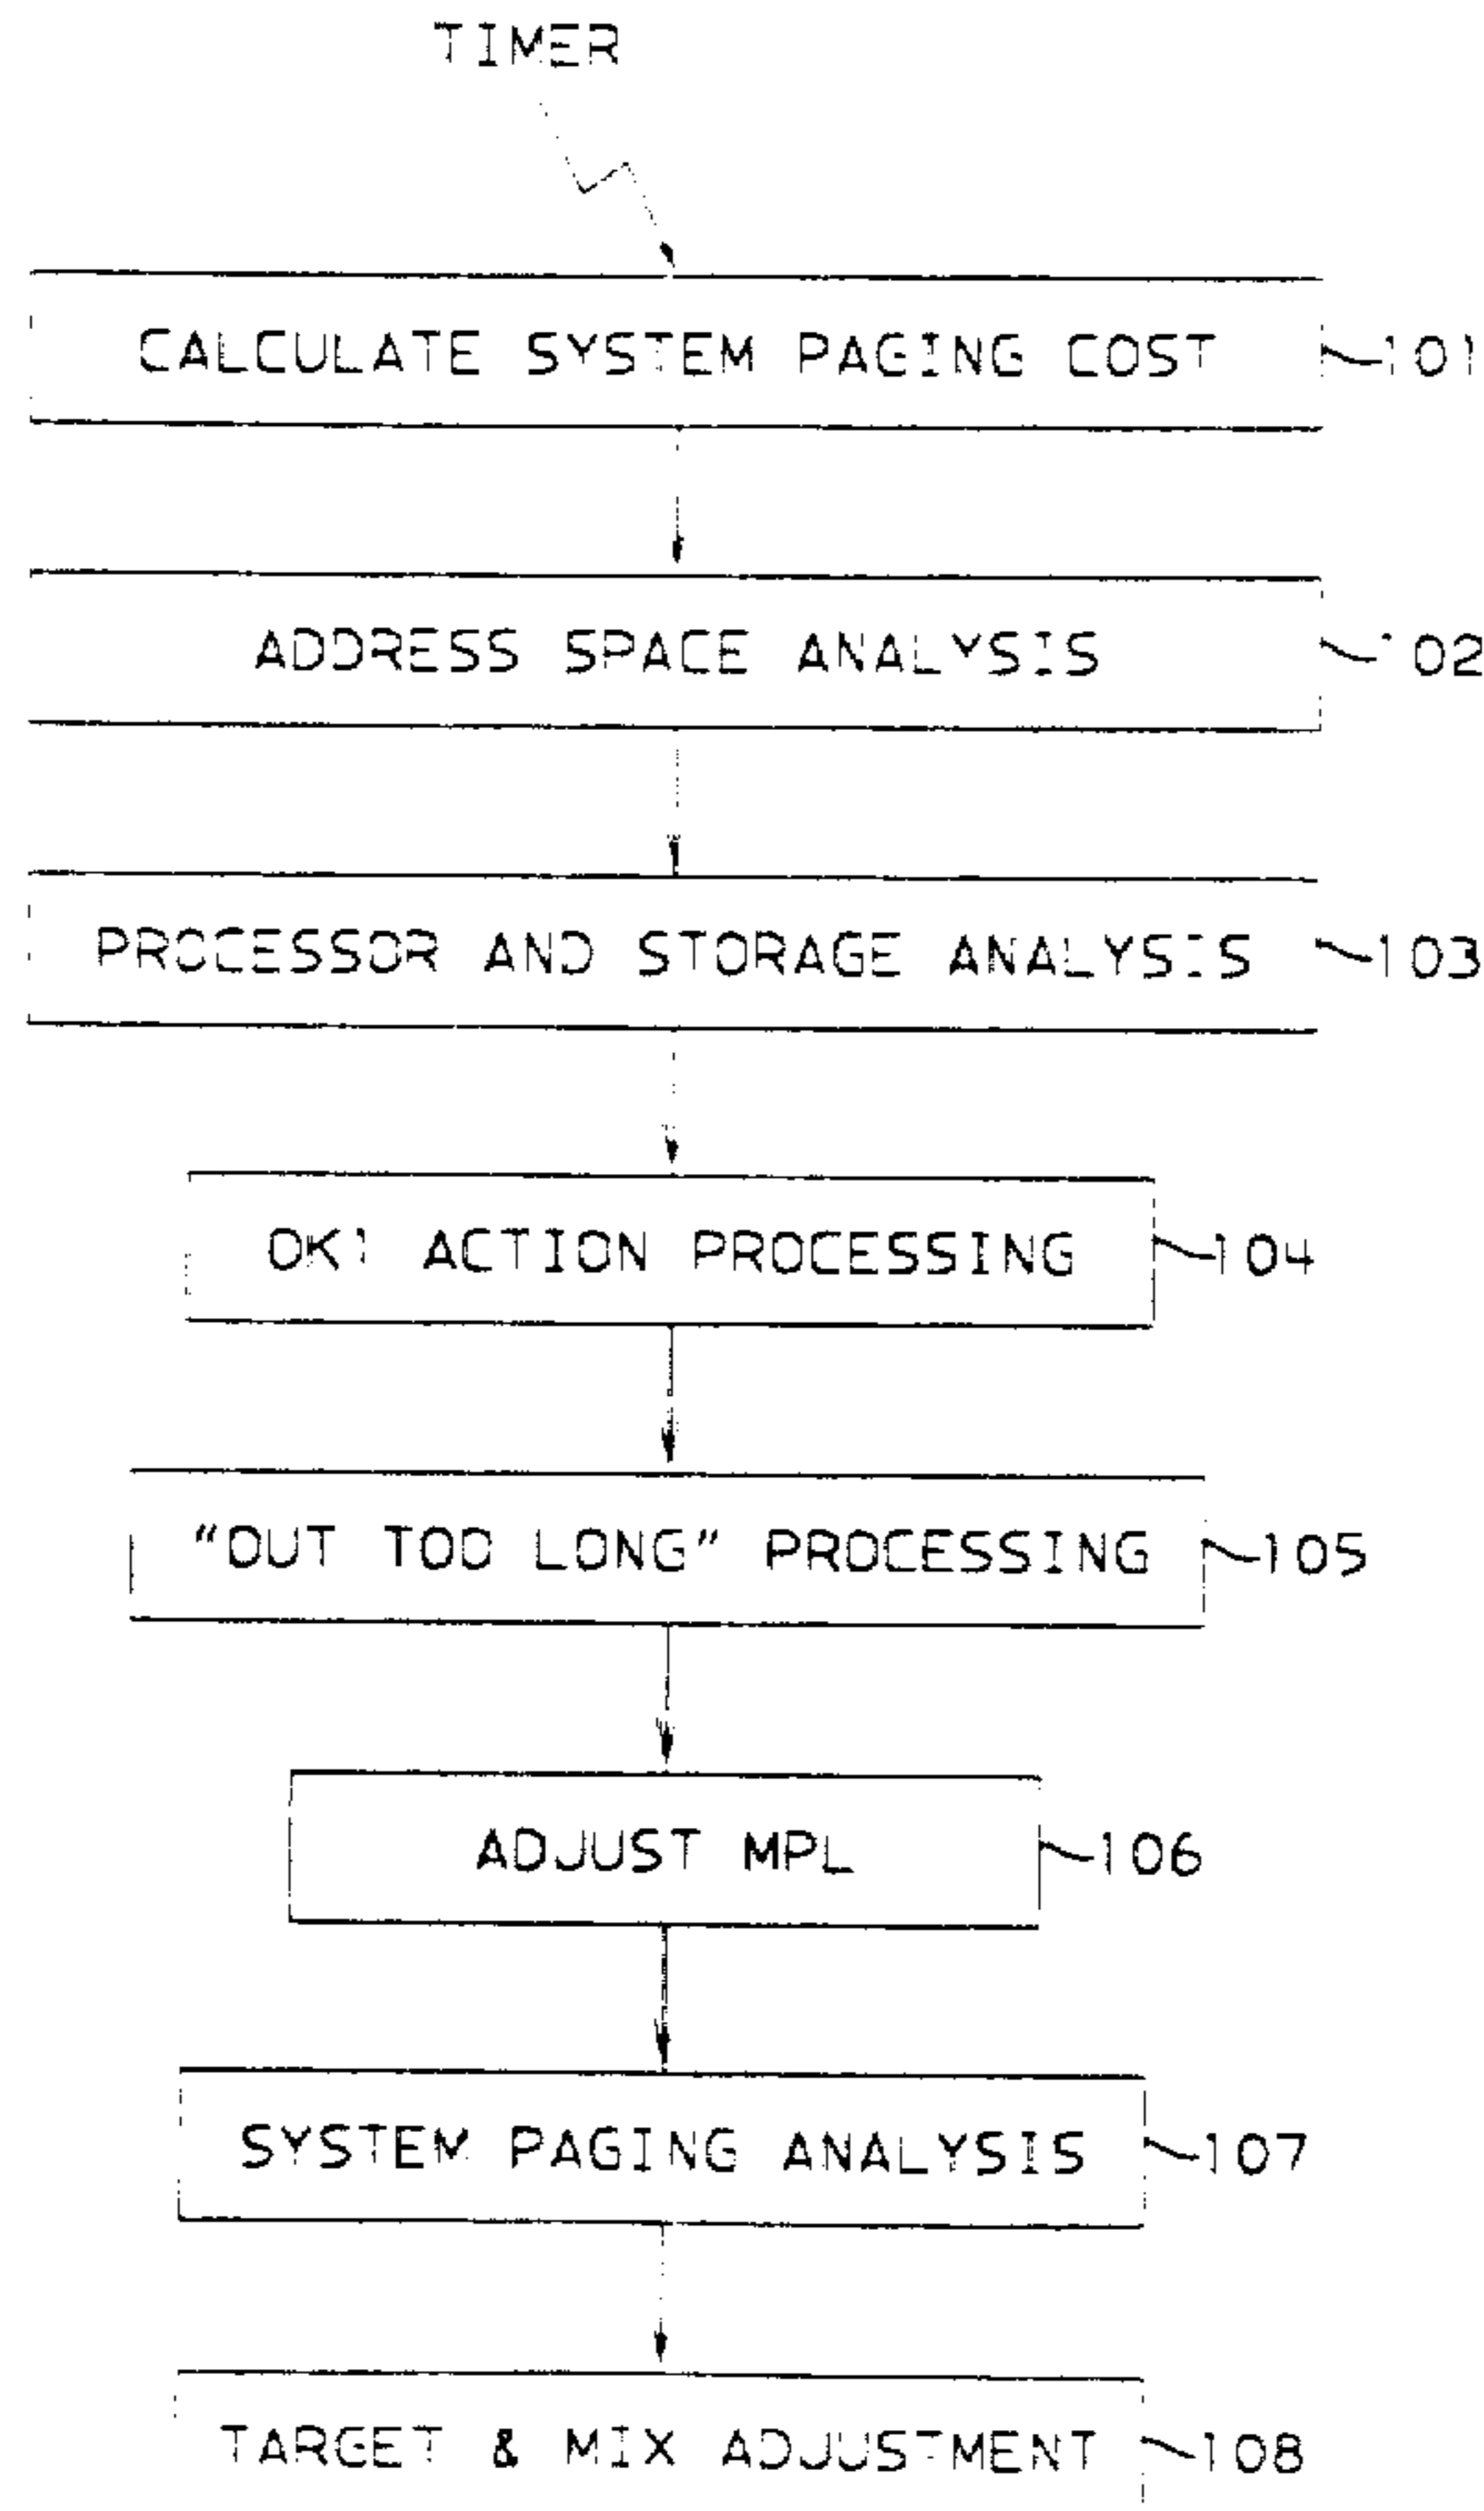 TIMER
CALCULATE SYSTEM PAGING COST 101
ADDRESS SPACE ANALYSIS 102
PROCESSOR AND STORAGE ANALYSIS 103
OK1 ACTION PROCESSING 104
"OUT TOO LONG" PROCESSING 105
ADJUST MPL 106
SYSTEM PAGING ANALYSIS 107
TARGET & MIX ADJUSTMENT 108